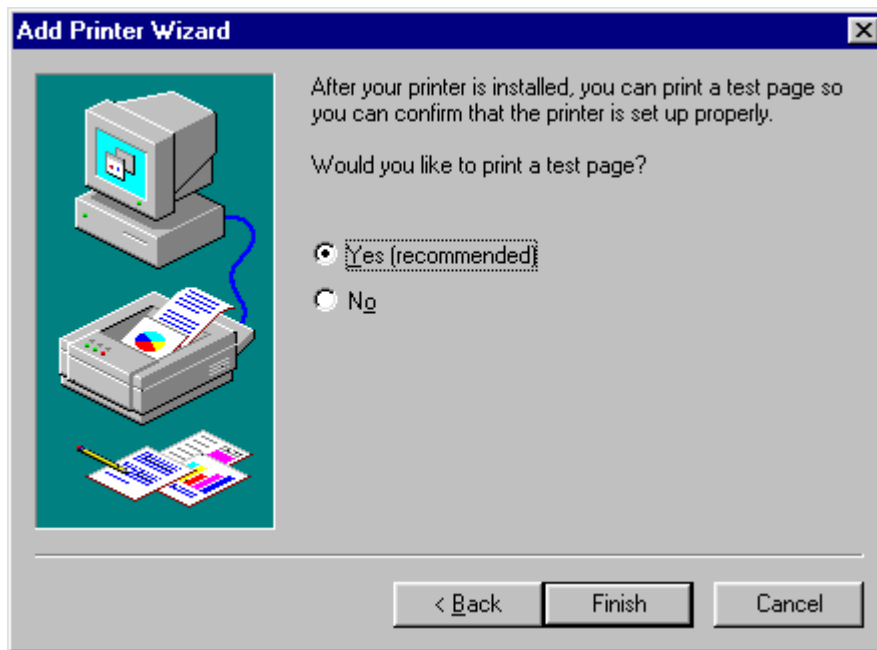 Add Printer Wizard
After your printer is installed, you can print a test page so
you can confirm that the printer is set up properly.
Would you like to print a test page?
Yes (recommended)
No
< Back
Finish
Cancel